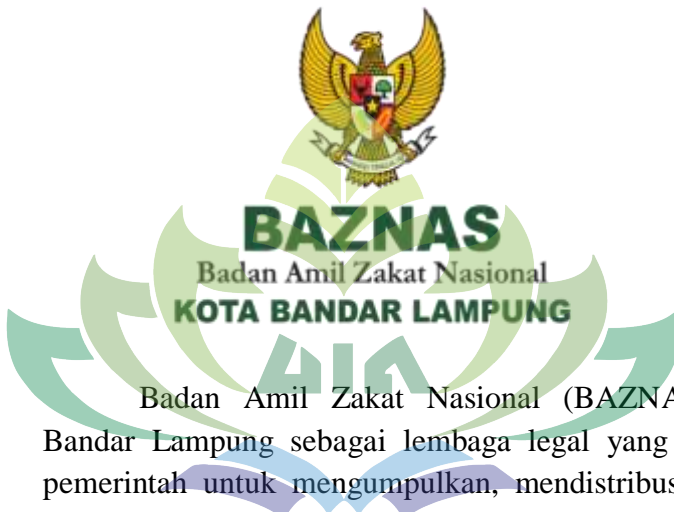 BAZNAS
Badan Amil Zakat Nasional
KOTA BANDAR LAMPUNG
UIN
Badan Amil Zakat Nasional (BAZNA
Bandar Lampung sebagai lembaga legal yang
pemerintah untuk mengumpulkan, mendistribus